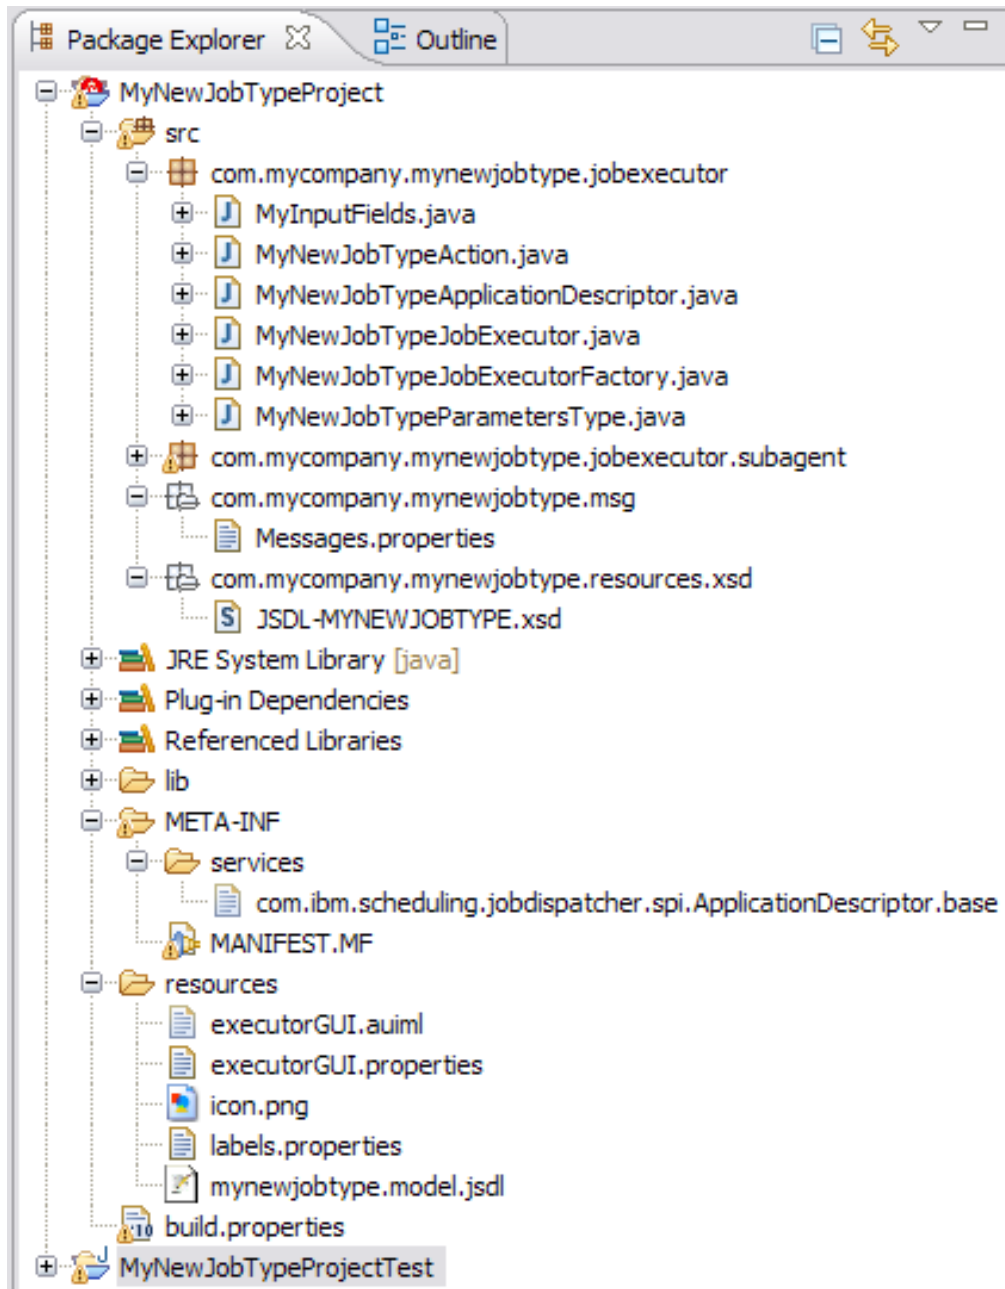 Package Explorer Outline
MyNewJobTypeProject
src
com.mycompany.mynewjobtype.jobexecutor
MyInputFields.java
MyNewJobTypeAction.java
MyNewJobTypeApplicationDescriptor.java
MyNewJobTypeJobExecutor.java
MyNewJobTypeJobExecutorFactory.java
MyNewJobTypeParametersType.java
com.mycompany.mynewjobtype.jobexecutor.subagent
com.mycompany.mynewjobtype.msg
Messages.properties
com.mycompany.mynewjobtype.resources.xsd
JSDL-MYNEWJOBTYPE.xsd
JRE System Library [java]
Plug-in Dependencies
Referenced Libraries
lib
META-INF
services
com.ibm.scheduling.jobdispatcher.spi.ApplicationDescriptor.base
MANIFEST.MF
resources
executorGUI.auiml
executorGUI.properties
icon.png
labels.properties
mynewjobtype.model.jsdl
build.properties
MyNewJobTypeProjectTest